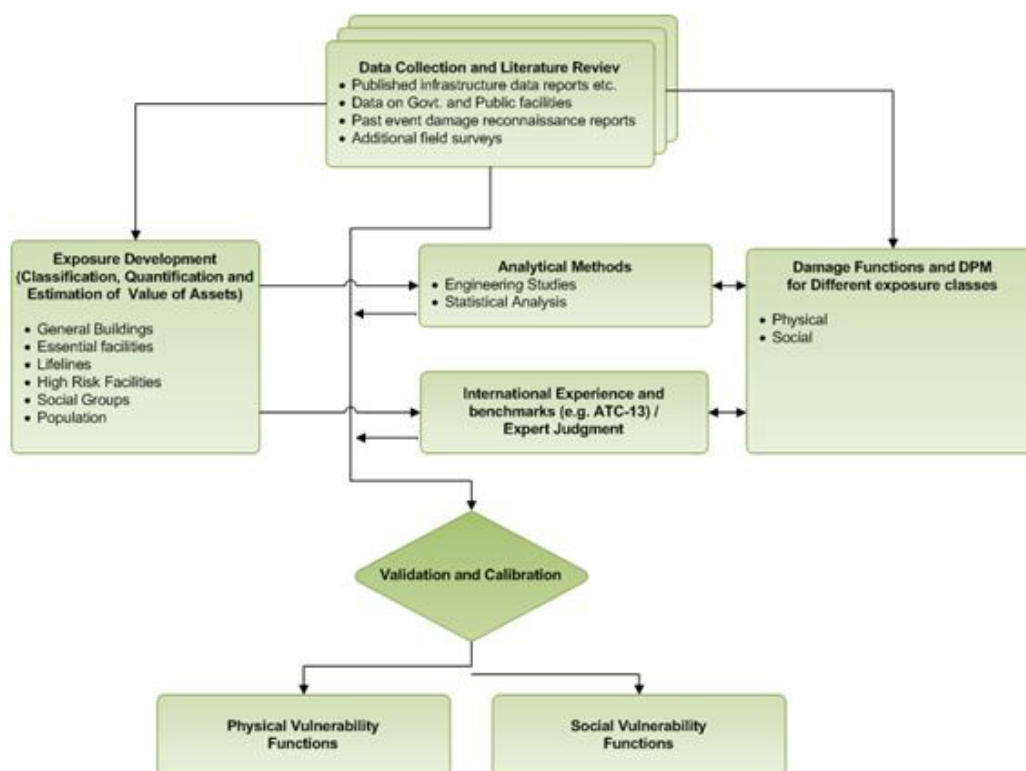 Data Collection and Literature Reviev
• Published infrastructure data reports etc.
• Data on Govt. and Public facilities
• Past event damage reconnaissance reports
• Additional field surveys
Exposure Development
(Classification, Quantification and
Estimation of Value of Assets)
• General Buildings
• Essential facilities
• Lifelines
• High Risk Facilities
• Social Groups
• Population
Analytical Methods
• Engineering Studies
• Statistical Analysis
International Experience and
benchmarks (e.g. ATC-13) /
Expert Judgment
Damage Functions and DPM
for Different exposure classes
• Physical
• Social
Validation and Calibration
Physical Vulnerability
Functions
Social Vulnerability
Functions